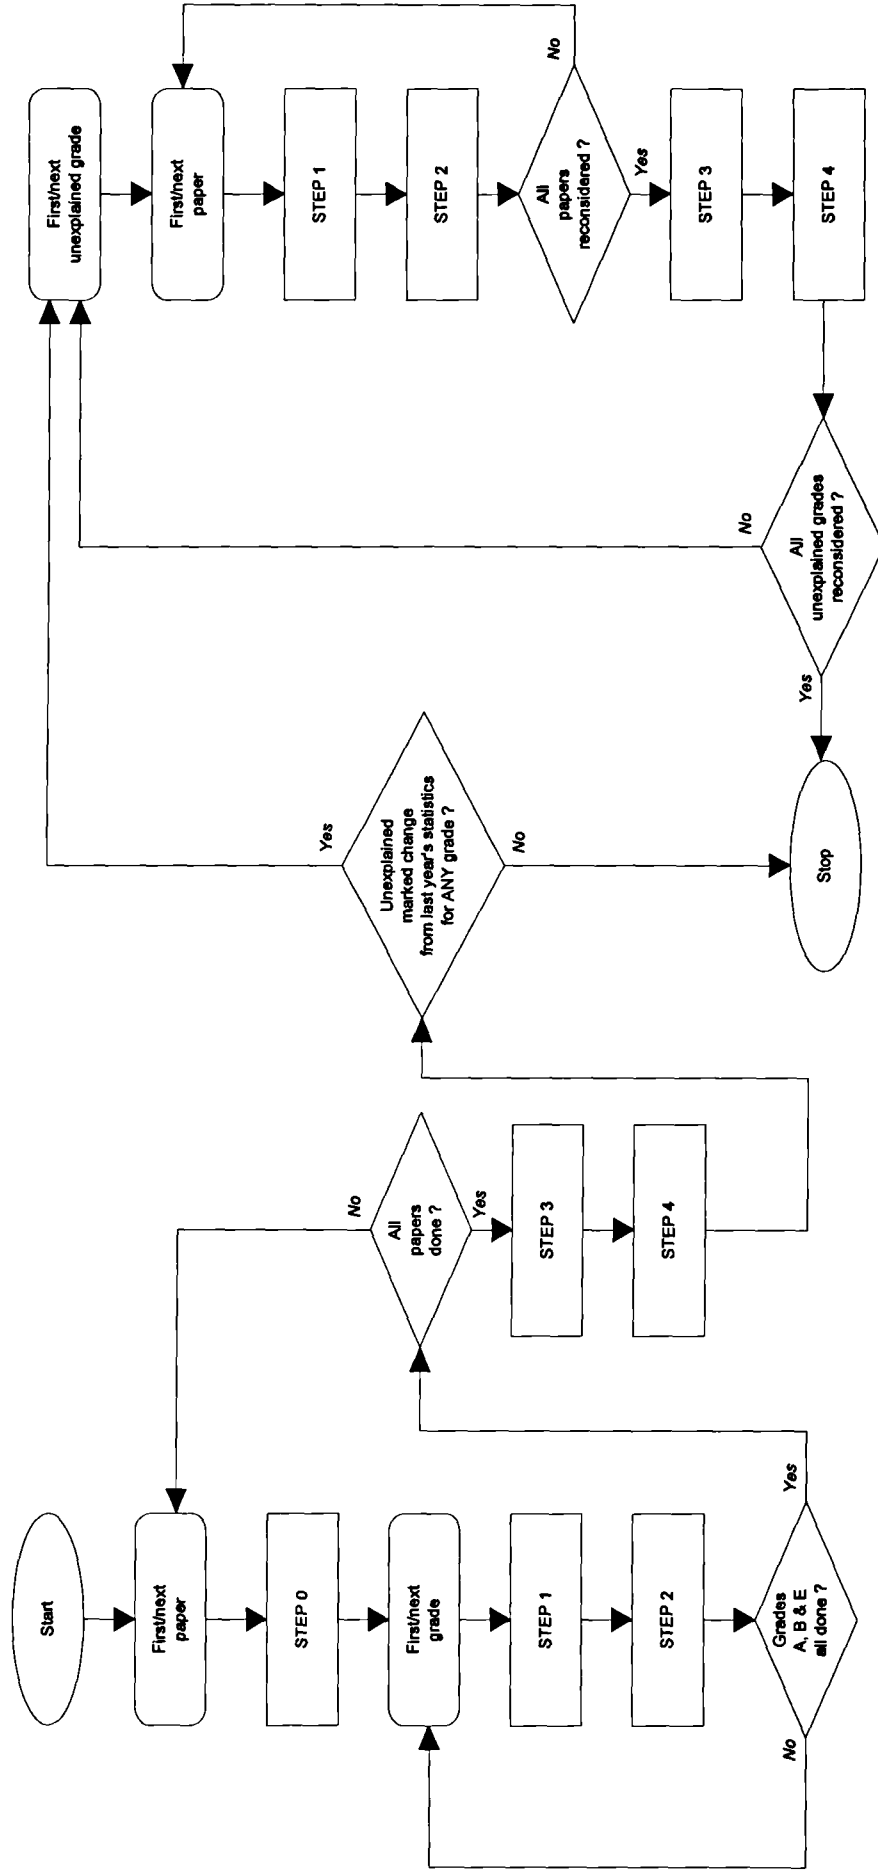 Start
First/next
paper
STEP 0
First/next
grade
STEP 1
STEP 2
Grades
A, B & E
all done ?
No
Yes
All
papers
done ?
No
Yes
STEP 3
STEP 4
Unexplained
marked change
from last year's statistics
for ANY grade ?
Yes
No
Stop
First/next
unexplained grade
First/next
paper
STEP 1
STEP 2
All
papers
reconsidered ?
No
Yes
STEP 3
STEP 4
All
unexplained grades
reconsidered ?
No
Yes